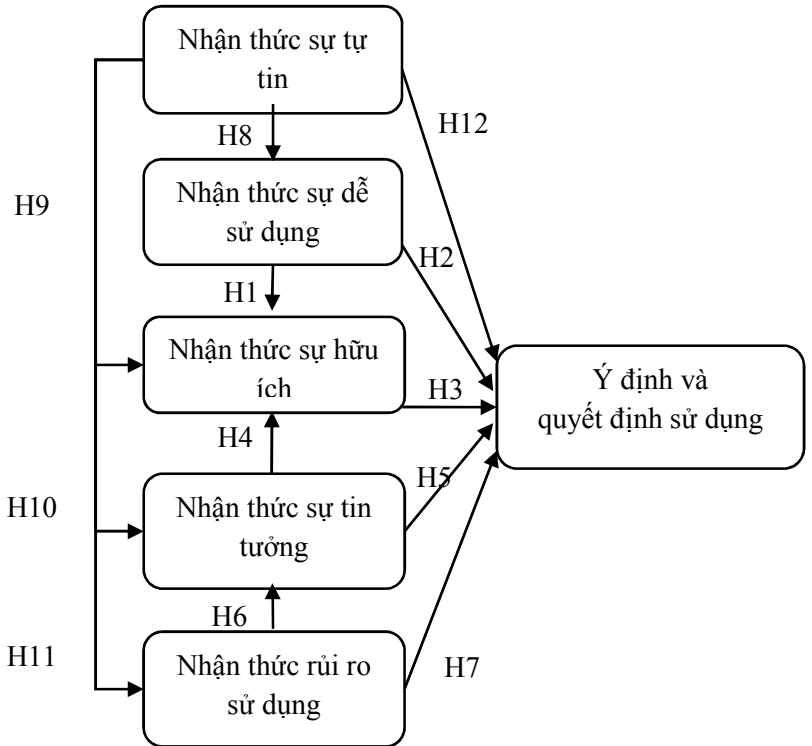 Nhận thức sự tự
tin
H8
H12
Nhận thức sự dễ
sử dụng
H9
H2
H1
Nhận thức sự hữu
ích
H3
Ý định và
quyết định sử dụng
H4
H5
Nhận thức sự tin
tưởng
H10
H6
H11
Nhận thức rủi ro
sử dụng
H7